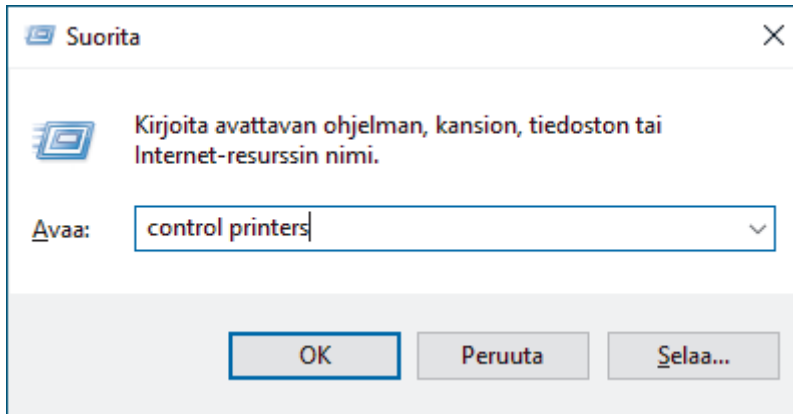 Suorita
Kirjoita avattavan ohjelman, kansion, tiedoston tai
Internet-resurssin nimi.
Avaa: control printers
OK Peruuta Selaa...